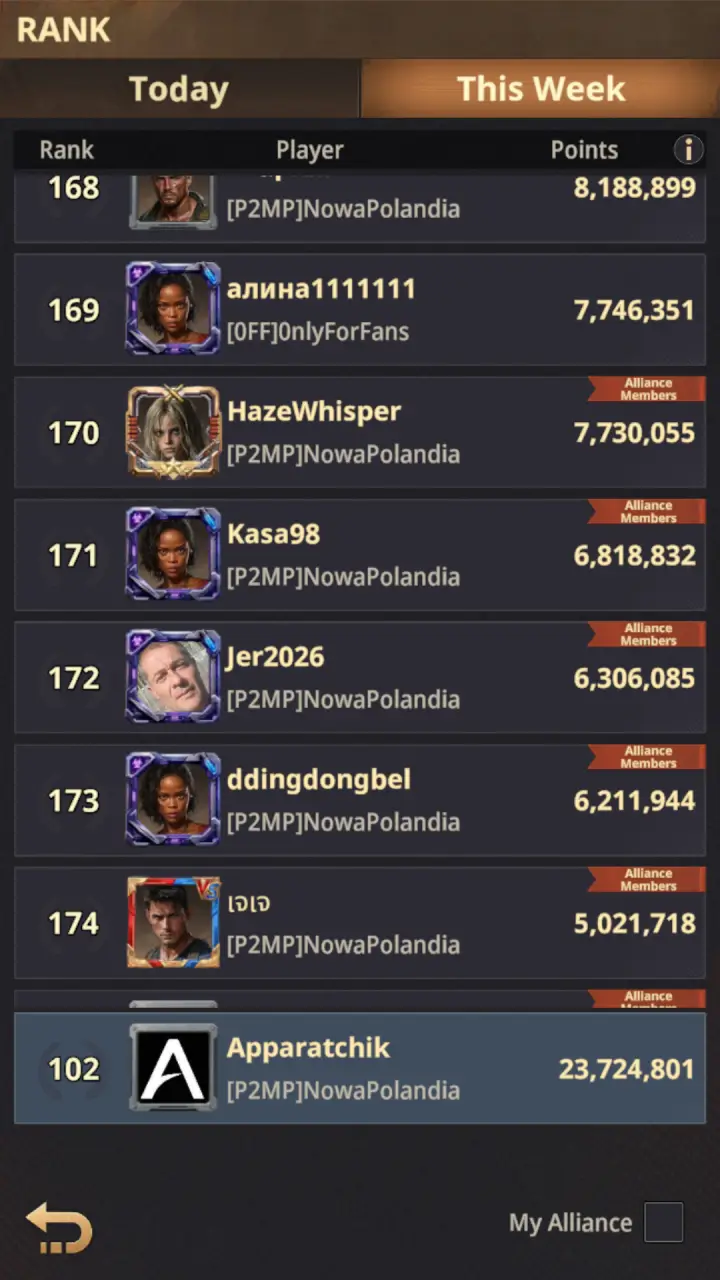 RANK
Today
This Week
Rank
Player
Points
168
8,188,899
[P2MP]NowaPolandia
169
алина1111111
7,746,351
[0FF]0nlyForFans
Alliance
Members
170
HazeWhisper
7,730,055
[P2MP]NowaPolandia
Alliance
Members
171
Kasa98
6,818,832
[P2MP]NowaPolandia
Alliance
Members
172
Jer2026
6,306,085
[P2MP]NowaPolandia
Alliance
Members
173
ddingdongbel
6,211,944
[P2MP]NowaPolandia
Alliance
Members
174
เจเจ
5,021,718
[P2MP]NowaPolandia
Alliance
102
Apparatchik
23,724,801
[P2MP]NowaPolandia
My Alliance